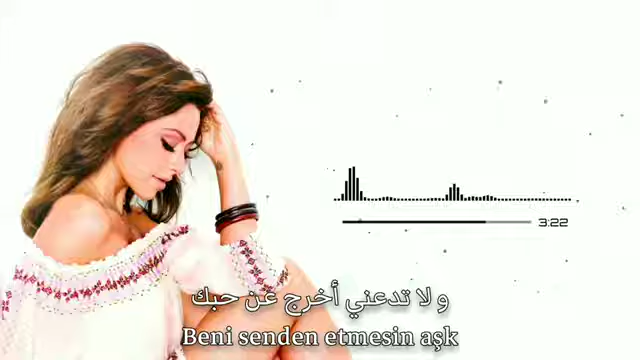 3:22
و لا تدعني أخرج عن حبك
Beni senden etmesin aşk